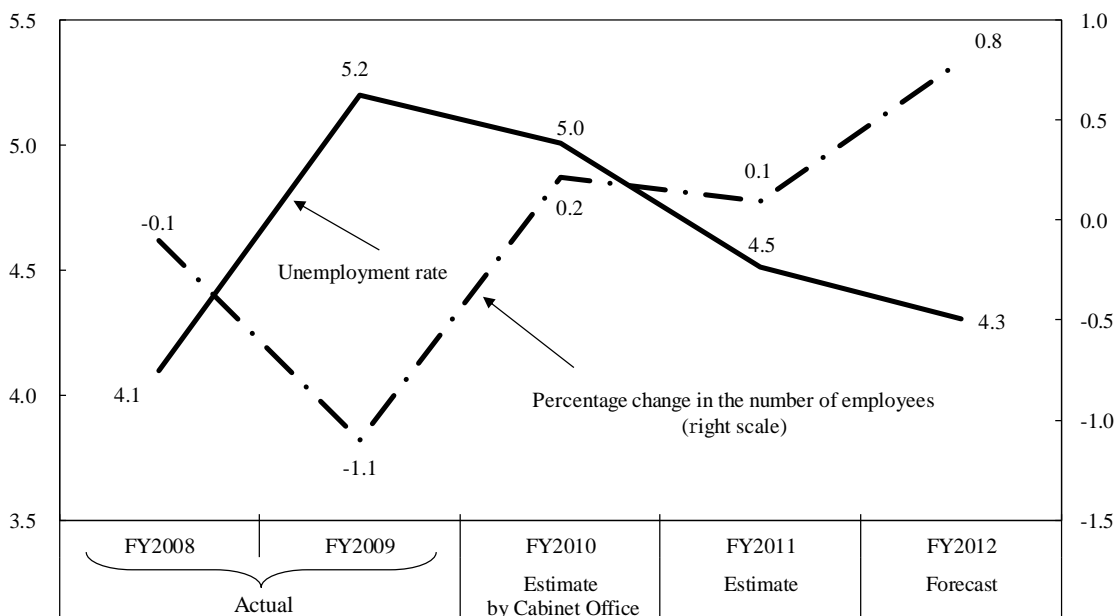 5.5
5.0
4.5
4.0
3.5
1.0
0.5
0.0
-0.5
-1.0
-1.5
4.1
5.2
5.0
4.5
4.3
-0.1
-1.1
0.2
0.1
0.8
Unemployment rate
Percentage change in the number of employees
(right scale)
FY2008
FY2009
FY2010
FY2011
FY2012
Actual
Estimate
by Cabinet Office
Estimate
Forecast